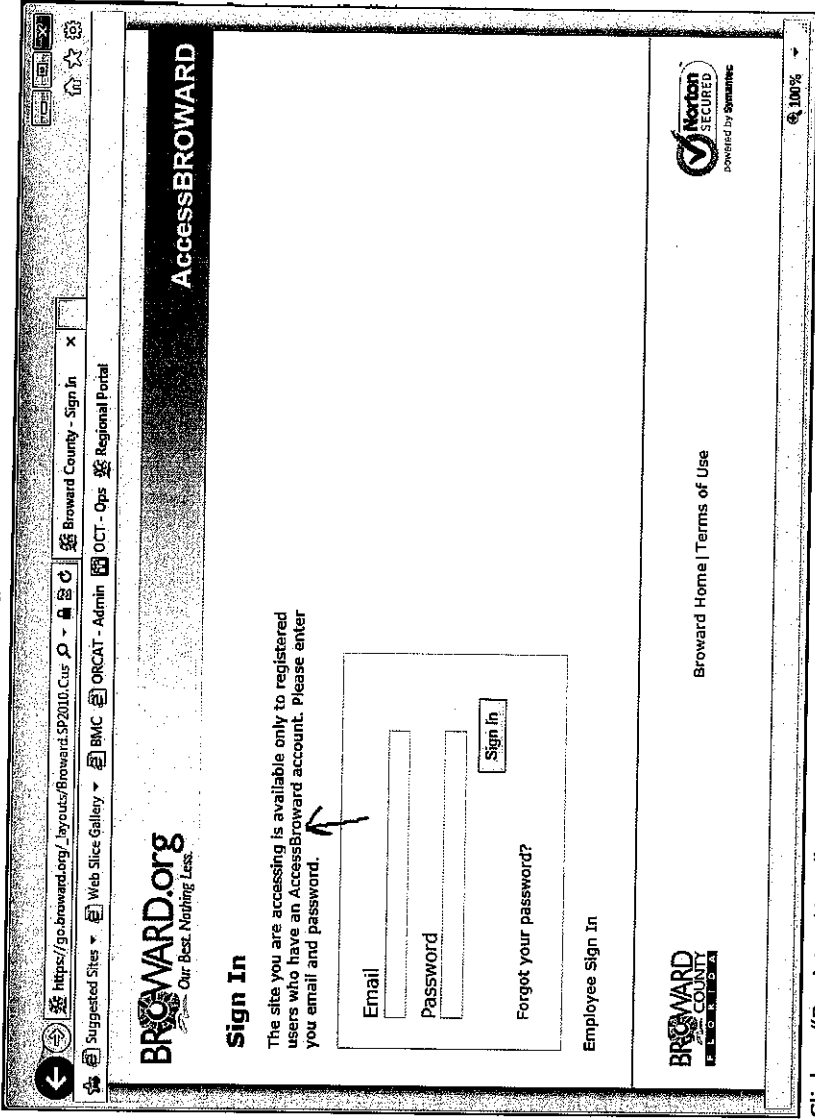 https://go.broward.org/_layouts/Broward.SP2010.Cus
Broward County - Sign In
Suggested Sites
Web Slice Gallery
BMC
ORCAT - Admin
OCT - Ops
Regional Portal
BROWARD.org
Our Best. Nothing Less.
AccessBROWARD
Sign In
The site you are accessing is available only to registered
users who have an AccessBroward account. Please enter
you email and password.
Email
Password
Sign In
Forgot your password?
Employee Sign In
BROWARD
COUNTY
FLORIDA
Broward Home | Terms of Use
Norton
SECURED
powered by Symantec
100%